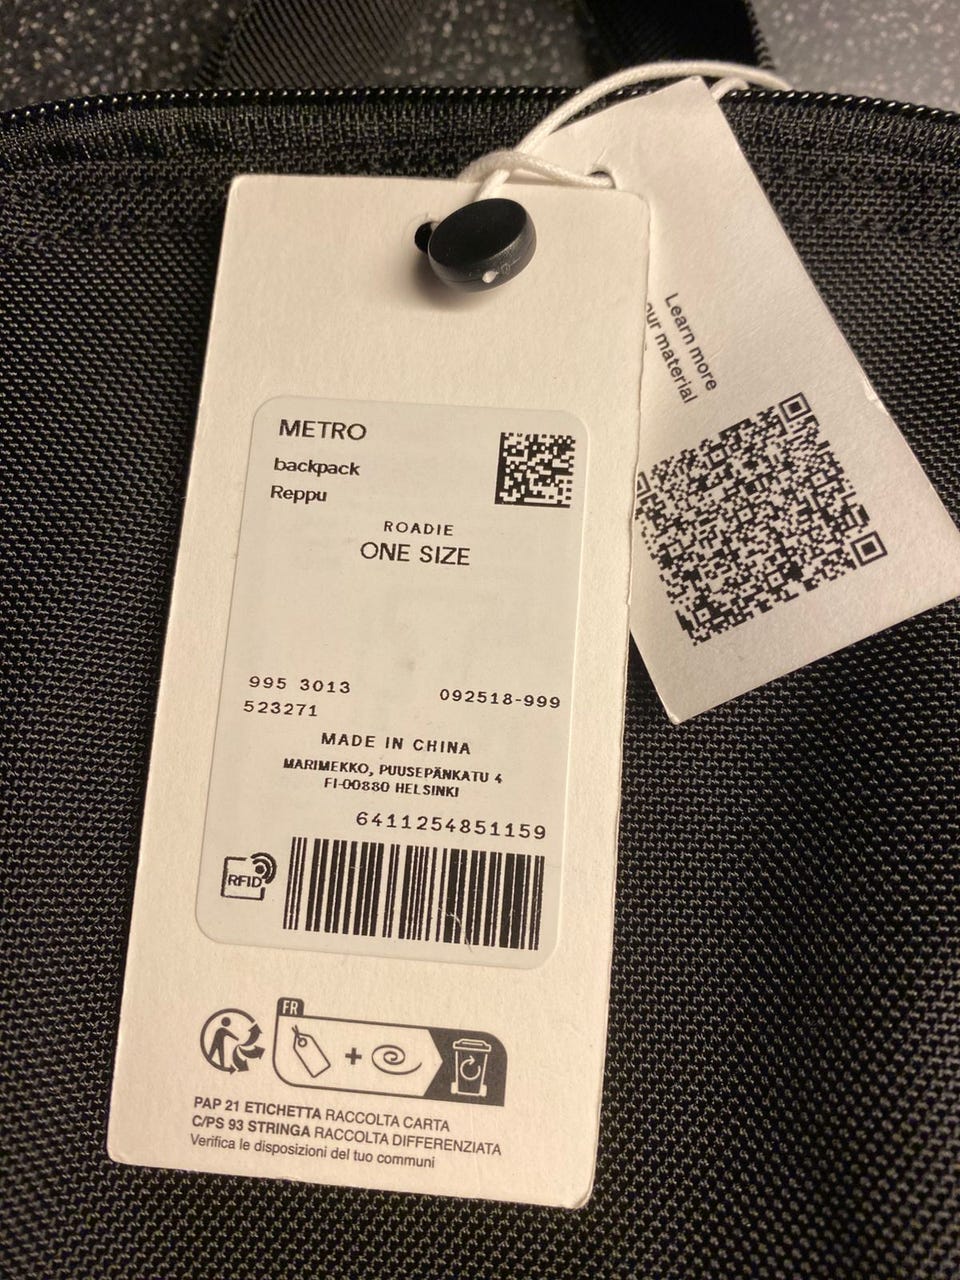 METRO
backpack
Reppu
ROADIE
ONE SIZE
995 3013
092518-999
523271
MADE IN CHINA
MARIMEKKO, PUUSEPÄNKATU 4
FI-00880 HELSINKI
6411254851159
RFID
FR
PAP 21 ETICHETTA RACCOLTA CARTA
C/PS 93 STRINGA RACCOLTA DIFFERENZIATA
Verifica le disposizioni del tuo communi
Learn more
our material